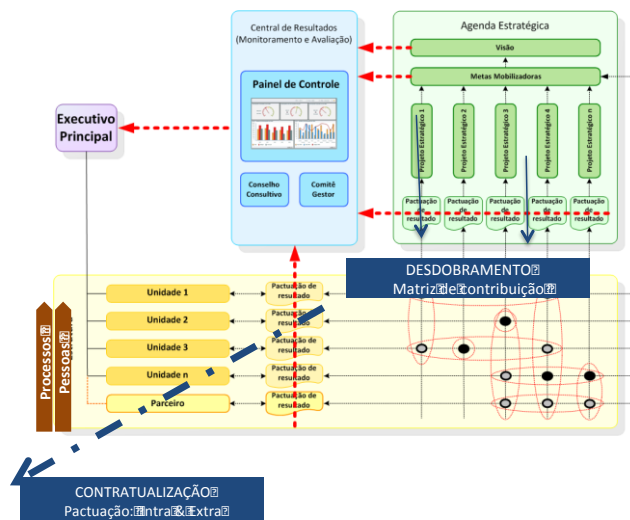 Central de Resultados
(Monitoramento e Avaliação)
Painel de Controle
Conselho
Consultivo
Comitê
Gestor
Executivo
Principal
Agenda Estratégica
Visão
Metas Mobilizadoras
Projeto Estratégico 1
Projeto Estratégico 2
Projeto Estratégico 3
Projeto Estratégico 4
Projeto Estratégico n
Pactuação
de
resultado
Pactuação
de
resultado
Pactuação
de
resultado
Pactuação
de
resultado
Pactuação
de
resultado
DESDOBRAMENTO
Matriz de contribuição
Unidade 1
Pactuação de
resultado
Unidade 2
Pactuação de
resultado
Unidade 3
Pactuação de
resultado
Unidade n
Pactuação de
resultado
Parceiro
Pactuação de
resultado
Processos
Pessoas
CONTRATUALIZAÇÃO
Pactuação: Intra & Extra